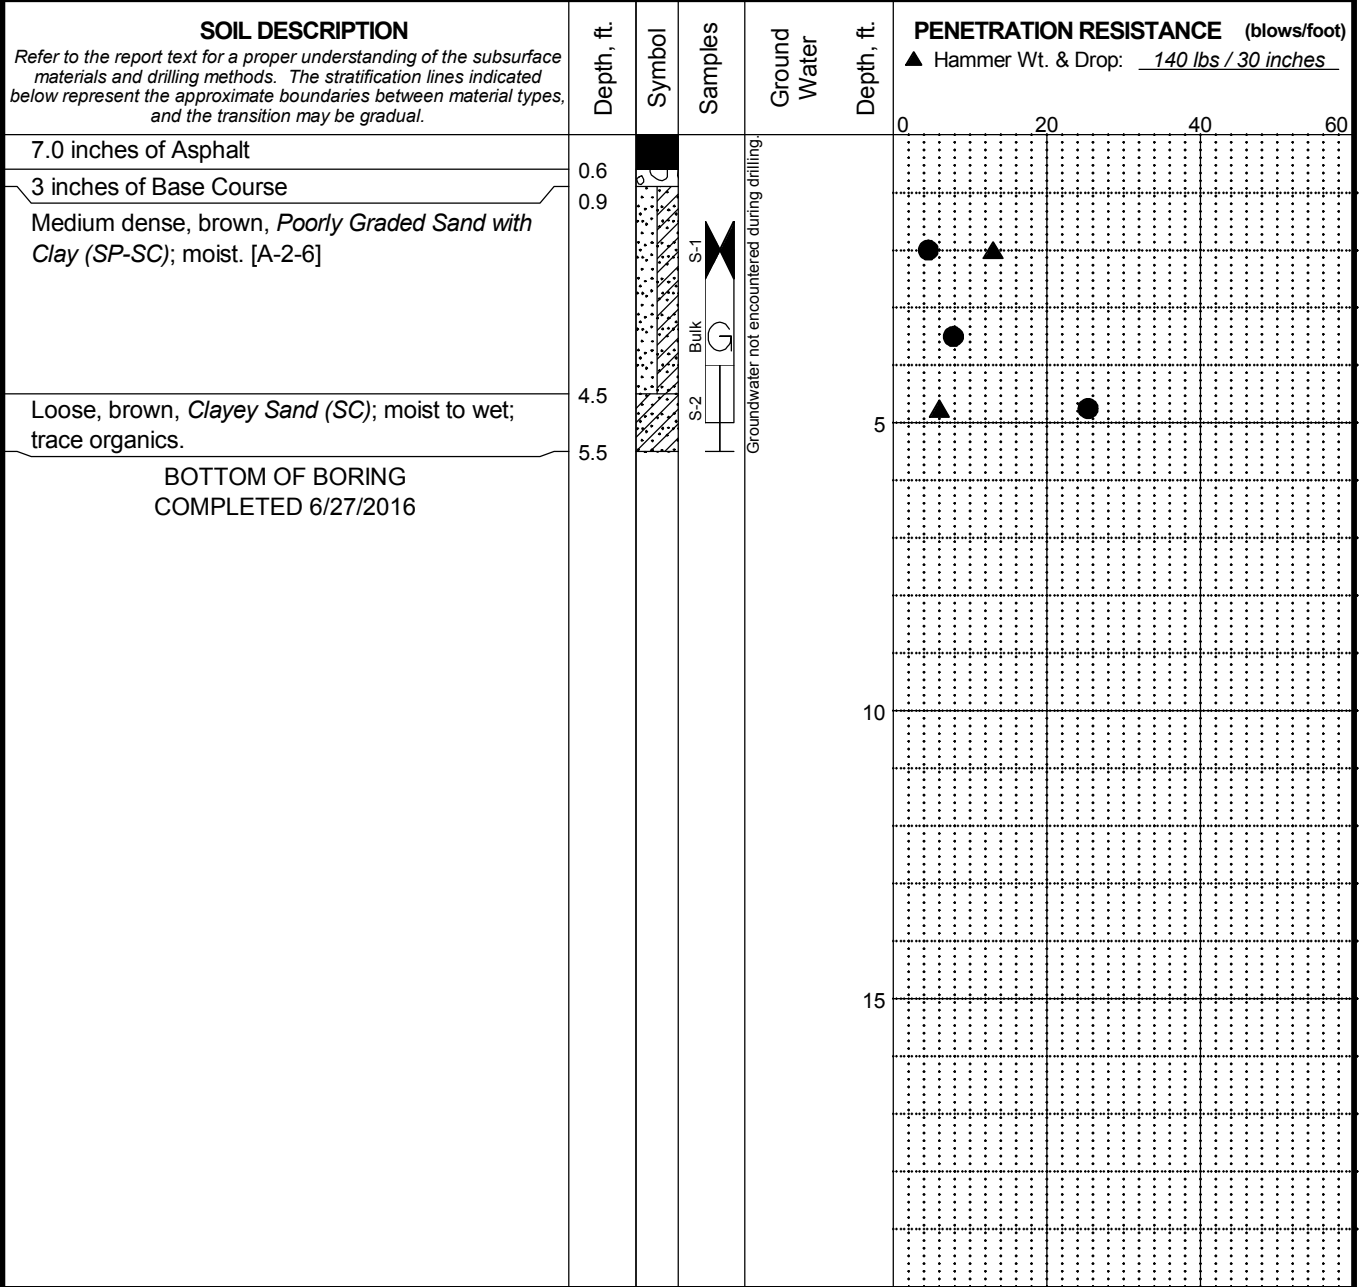 SOIL DESCRIPTION
Refer to the report text for a proper understanding of the subsurface
materials and drilling methods. The stratification lines indicated
below represent the approximate boundaries between material types,
and the transition may be gradual.
Depth, ft.
Symbol
Samples
Ground
Water
Depth, ft.
PENETRATION RESISTANCE (blows/foot)
▲ Hammer Wt. & Drop: 140 lbs / 30 inches
0 20 40 60
7.0 inches of Asphalt
0.6
3 inches of Base Course
0.9
Medium dense, brown, Poorly Graded Sand with
Clay (SP-SC); moist. [A-2-6]
S-1
Bulk
G
4.5
Loose, brown, Clayey Sand (SC); moist to wet;
trace organics.
S-2
5.5
Groundwater not encountered during drilling.
BOTTOM OF BORING
COMPLETED 6/27/2016
5
10
15